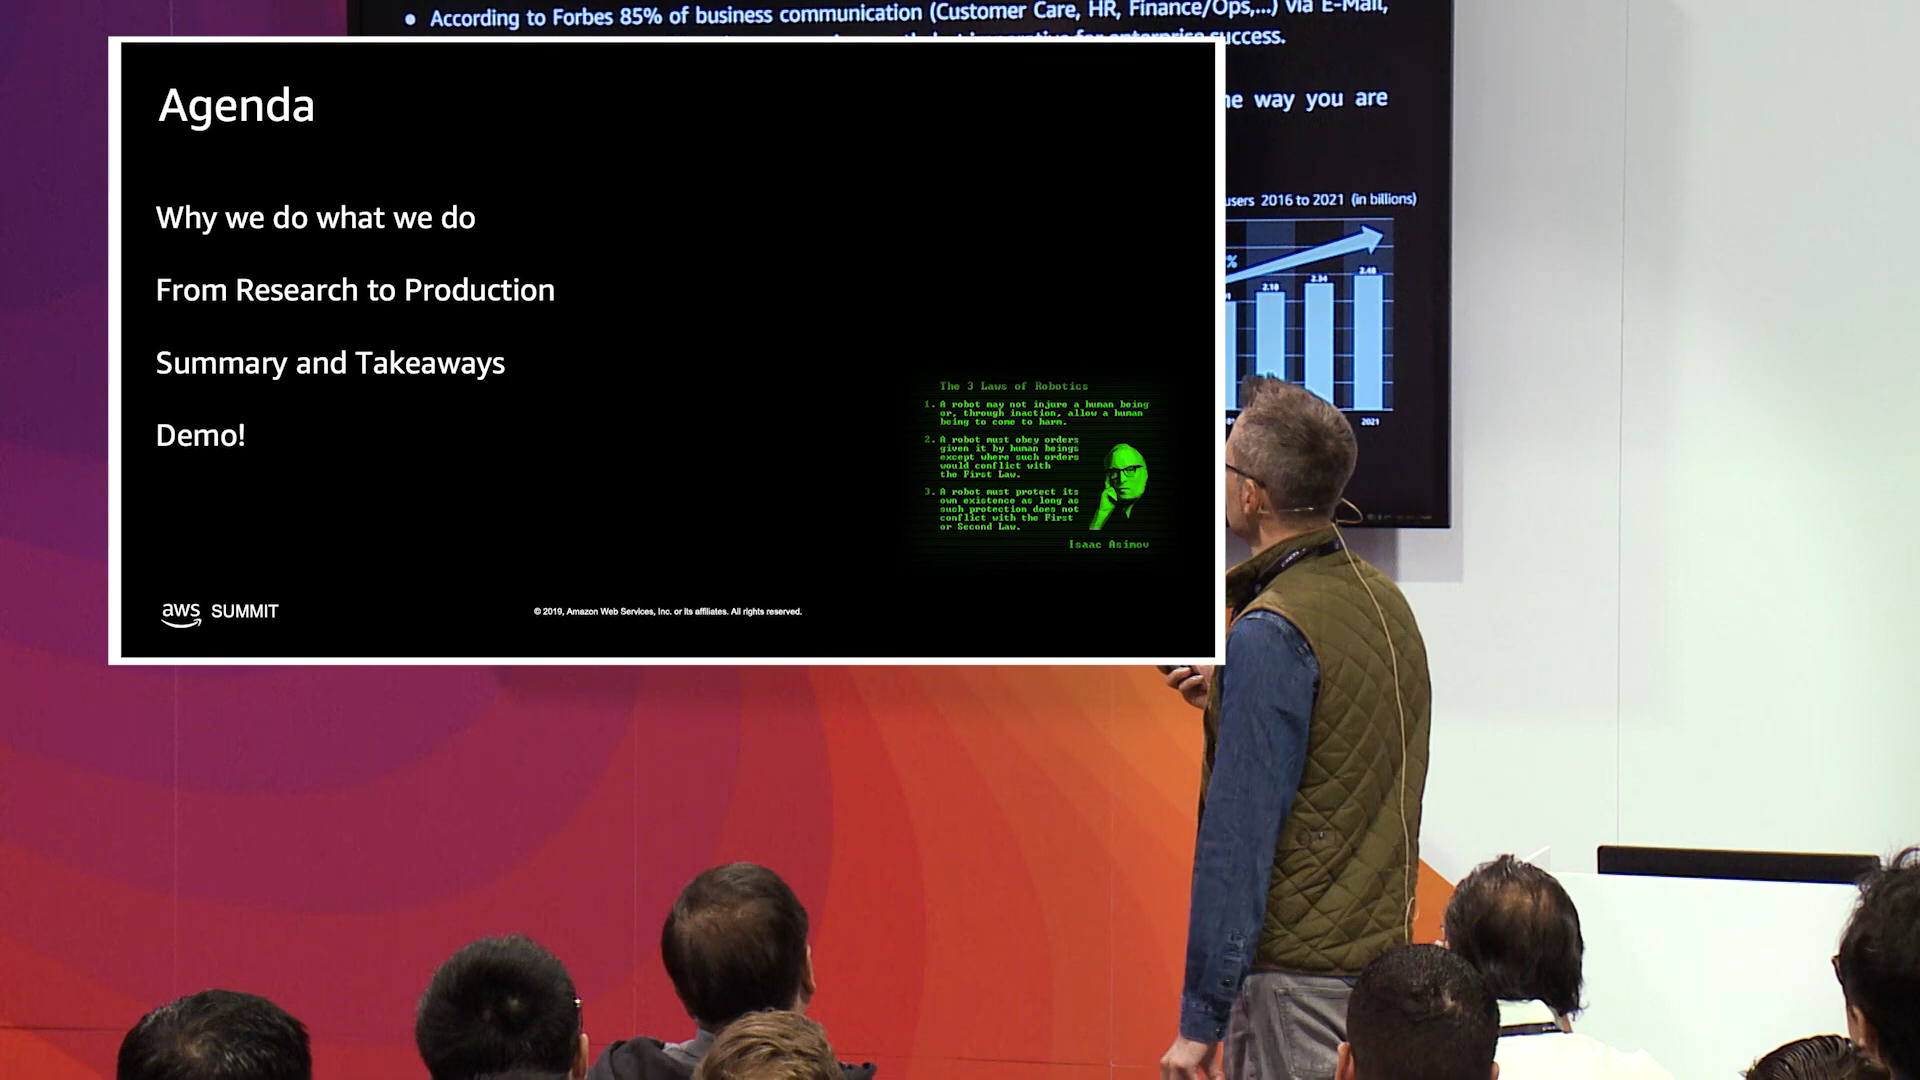 According to Forbes 85% of business communication (Customer Care, HR, Finance/Ops,...) via E-Mail,
for enterprise success.
way you are
users 2016 to 2021 (in billions)
%
2.10
2.34
2.48
2021
Agenda
Why we do what we do
From Research to Production
Summary and Takeaways
Demo!
The 3 Laws of Robotics
1. A robot may not injure a human being
or, through inaction, allow a human
being to come to harm.
2. A robot must obey orders
given it by human beings
except where such orders
would conflict with
the First Law.
3. A robot must protect its
own existence as long as
such protection does not
conflict with the First
or Second Law.
Isaac Asimov
aws SUMMIT
© 2019, Amazon Web Services, Inc. or its affiliates. All rights reserved.